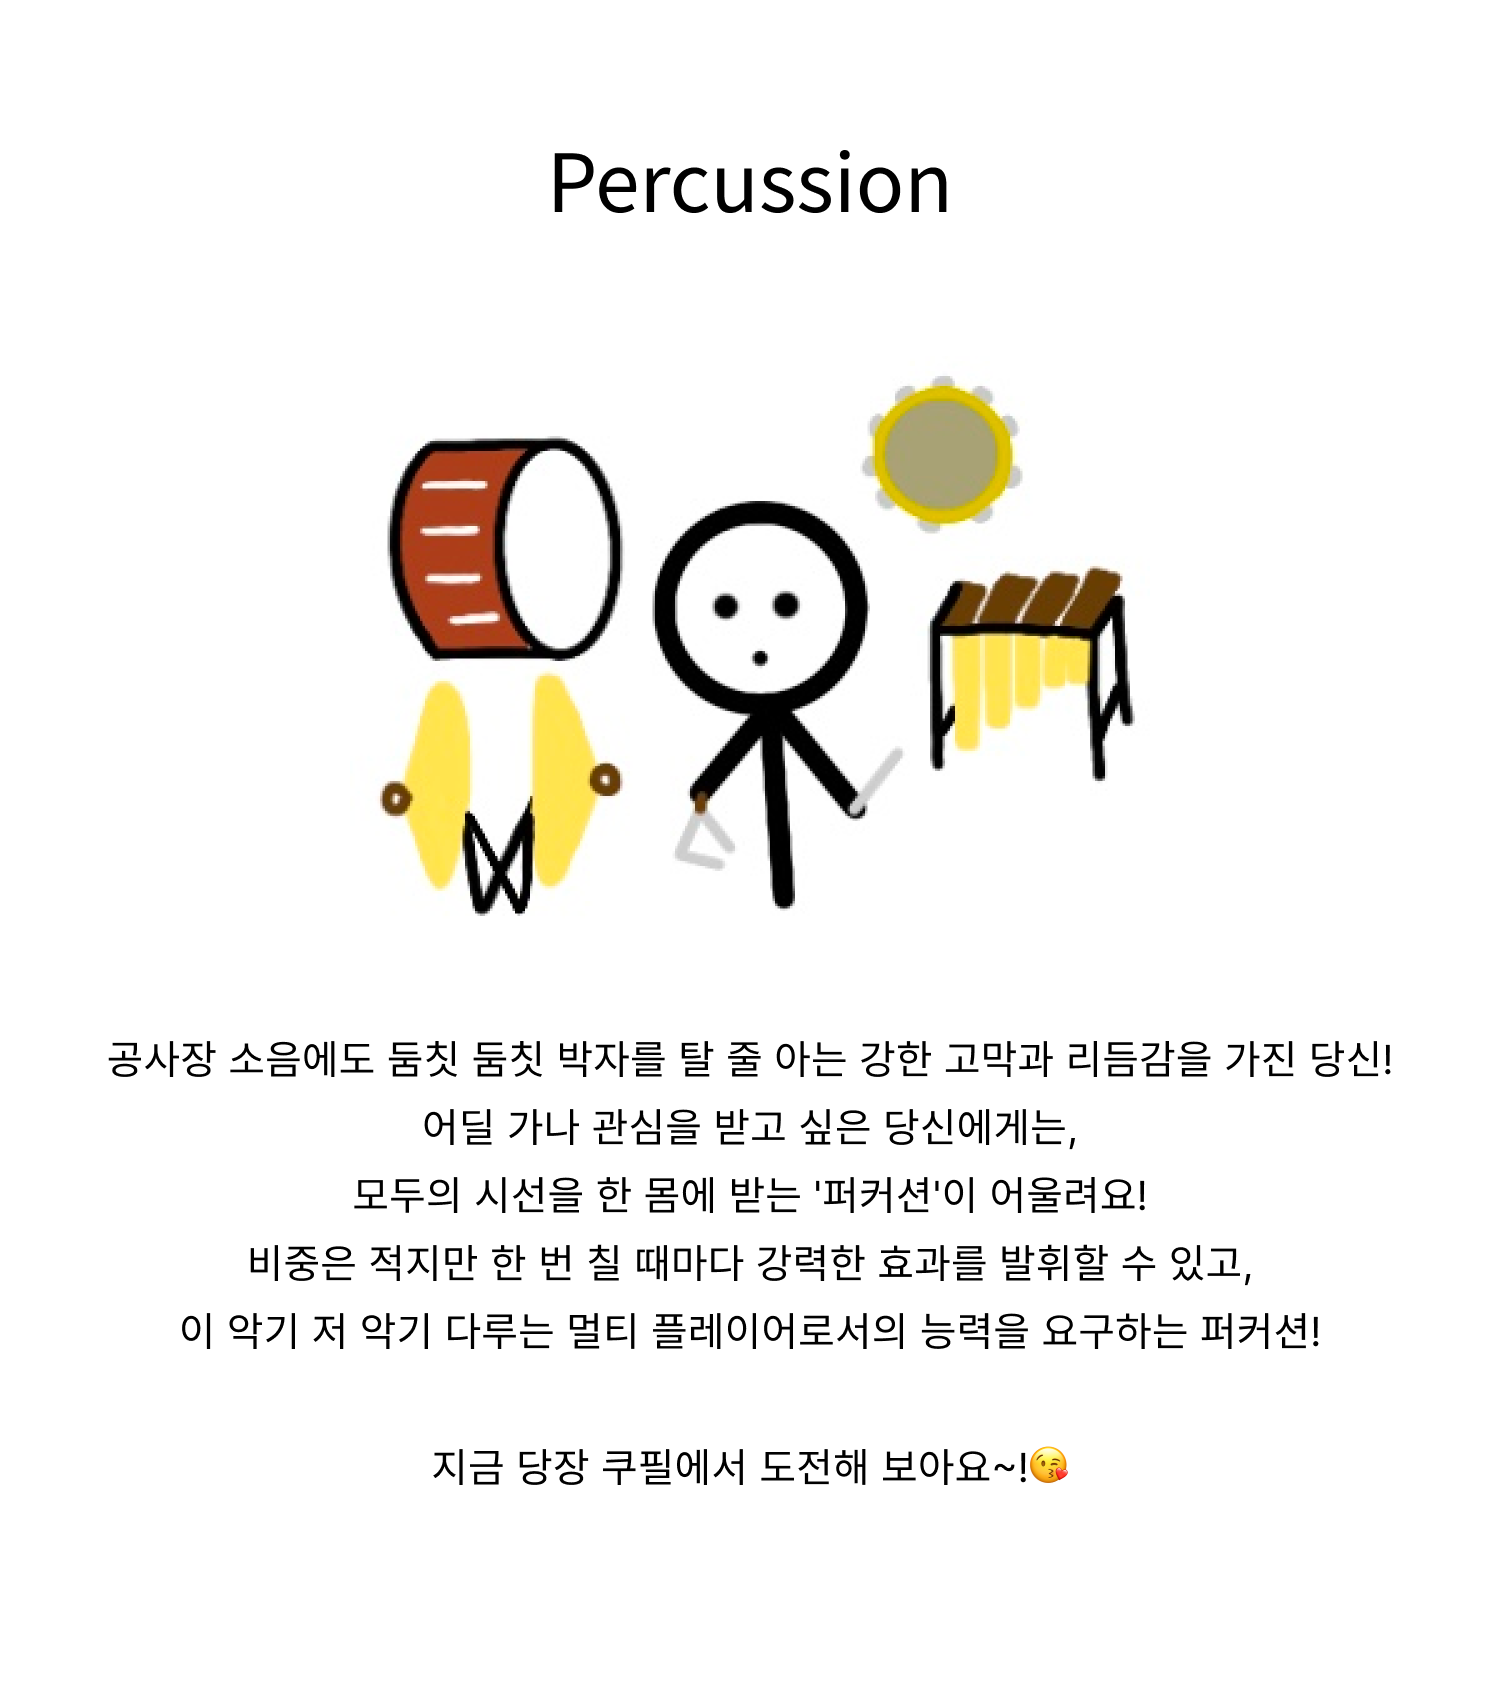 Percussion
공사장 소음에도 둠칫 둠칫 박자를 탈 줄 아는 강한 고막과 리듬감을 가진 당신!
어딜 가나 관심을 받고 싶은 당신에게는,
모두의 시선을 한 몸에 받는 '퍼커션'이 어울려요!
비중은 적지만 한 번 칠 때마다 강력한 효과를 발휘할 수 있고,
이 악기 저 악기 다루는 멀티 플레이어로서의 능력을 요구하는 퍼커션!
지금 당장 쿠필에서 도전해 보아요~!😘